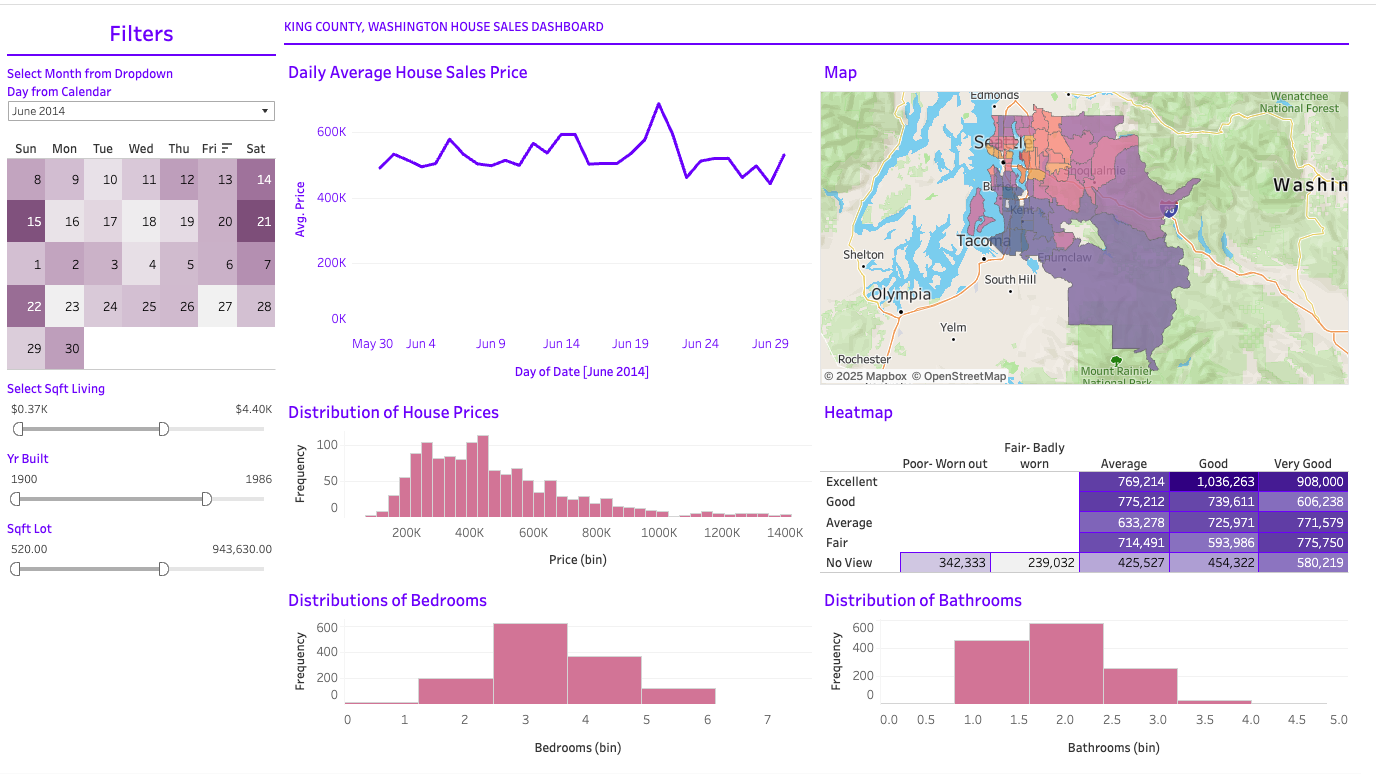 Filters
KING COUNTY, WASHINGTON HOUSE SALES DASHBOARD
Select Month from Dropdown
Day from Calendar
June 2014
Sun Mon Tue Wed Thu Fri Sat
8 9 10 11 12 13 14
15 16 17 18 19 20 21
1 2 3 4 5 6 7
22 23 24 25 26 27 28
29 30
Select Sqft Living
$0.37K $4.40K
Yr Built
1900 1986
Sqft Lot
520.00 943,630.00
Daily Average House Sales Price
Avg. Price
600K
400K
200K
0K
May 30 Jun 4 Jun 9 Jun 14 Jun 19 Jun 24 Jun 29
Day of Date [June 2014]
Map
Edmonds
Wenatchee
National Forest
Seattle
Snoqualmie
Burien
Washin
90
Kent
Tacoma
Shelton
Enumclaw
South Hill
Olympia
Yelm
Rochester
Mount Rainier
National Park
© 2025 Mapbox © OpenStreetMap
Distribution of House Prices
Frequency
100
50
0
200K 400K 600K 800K 1000K 1200K 1400K
Price (bin)
Heatmap
Fair- Badly
Poor- Worn out worn Average Good Very Good
Excellent 769,214 1,036,263 908,000
Good 775,212 739,611 606,238
Average 633,278 725,971 771,579
Fair 714,491 593,986 775,750
No View 342,333 239,032 425,527 454,322 580,219
Distributions of Bedrooms
Frequency
600
400
200
0
0 1 2 3 4 5 6 7
Bedrooms (bin)
Distribution of Bathrooms
Frequency
600
400
200
0
0.0 0.5 1.0 1.5 2.0 2.5 3.0 3.5 4.0 4.5 5.0
Bathrooms (bin)